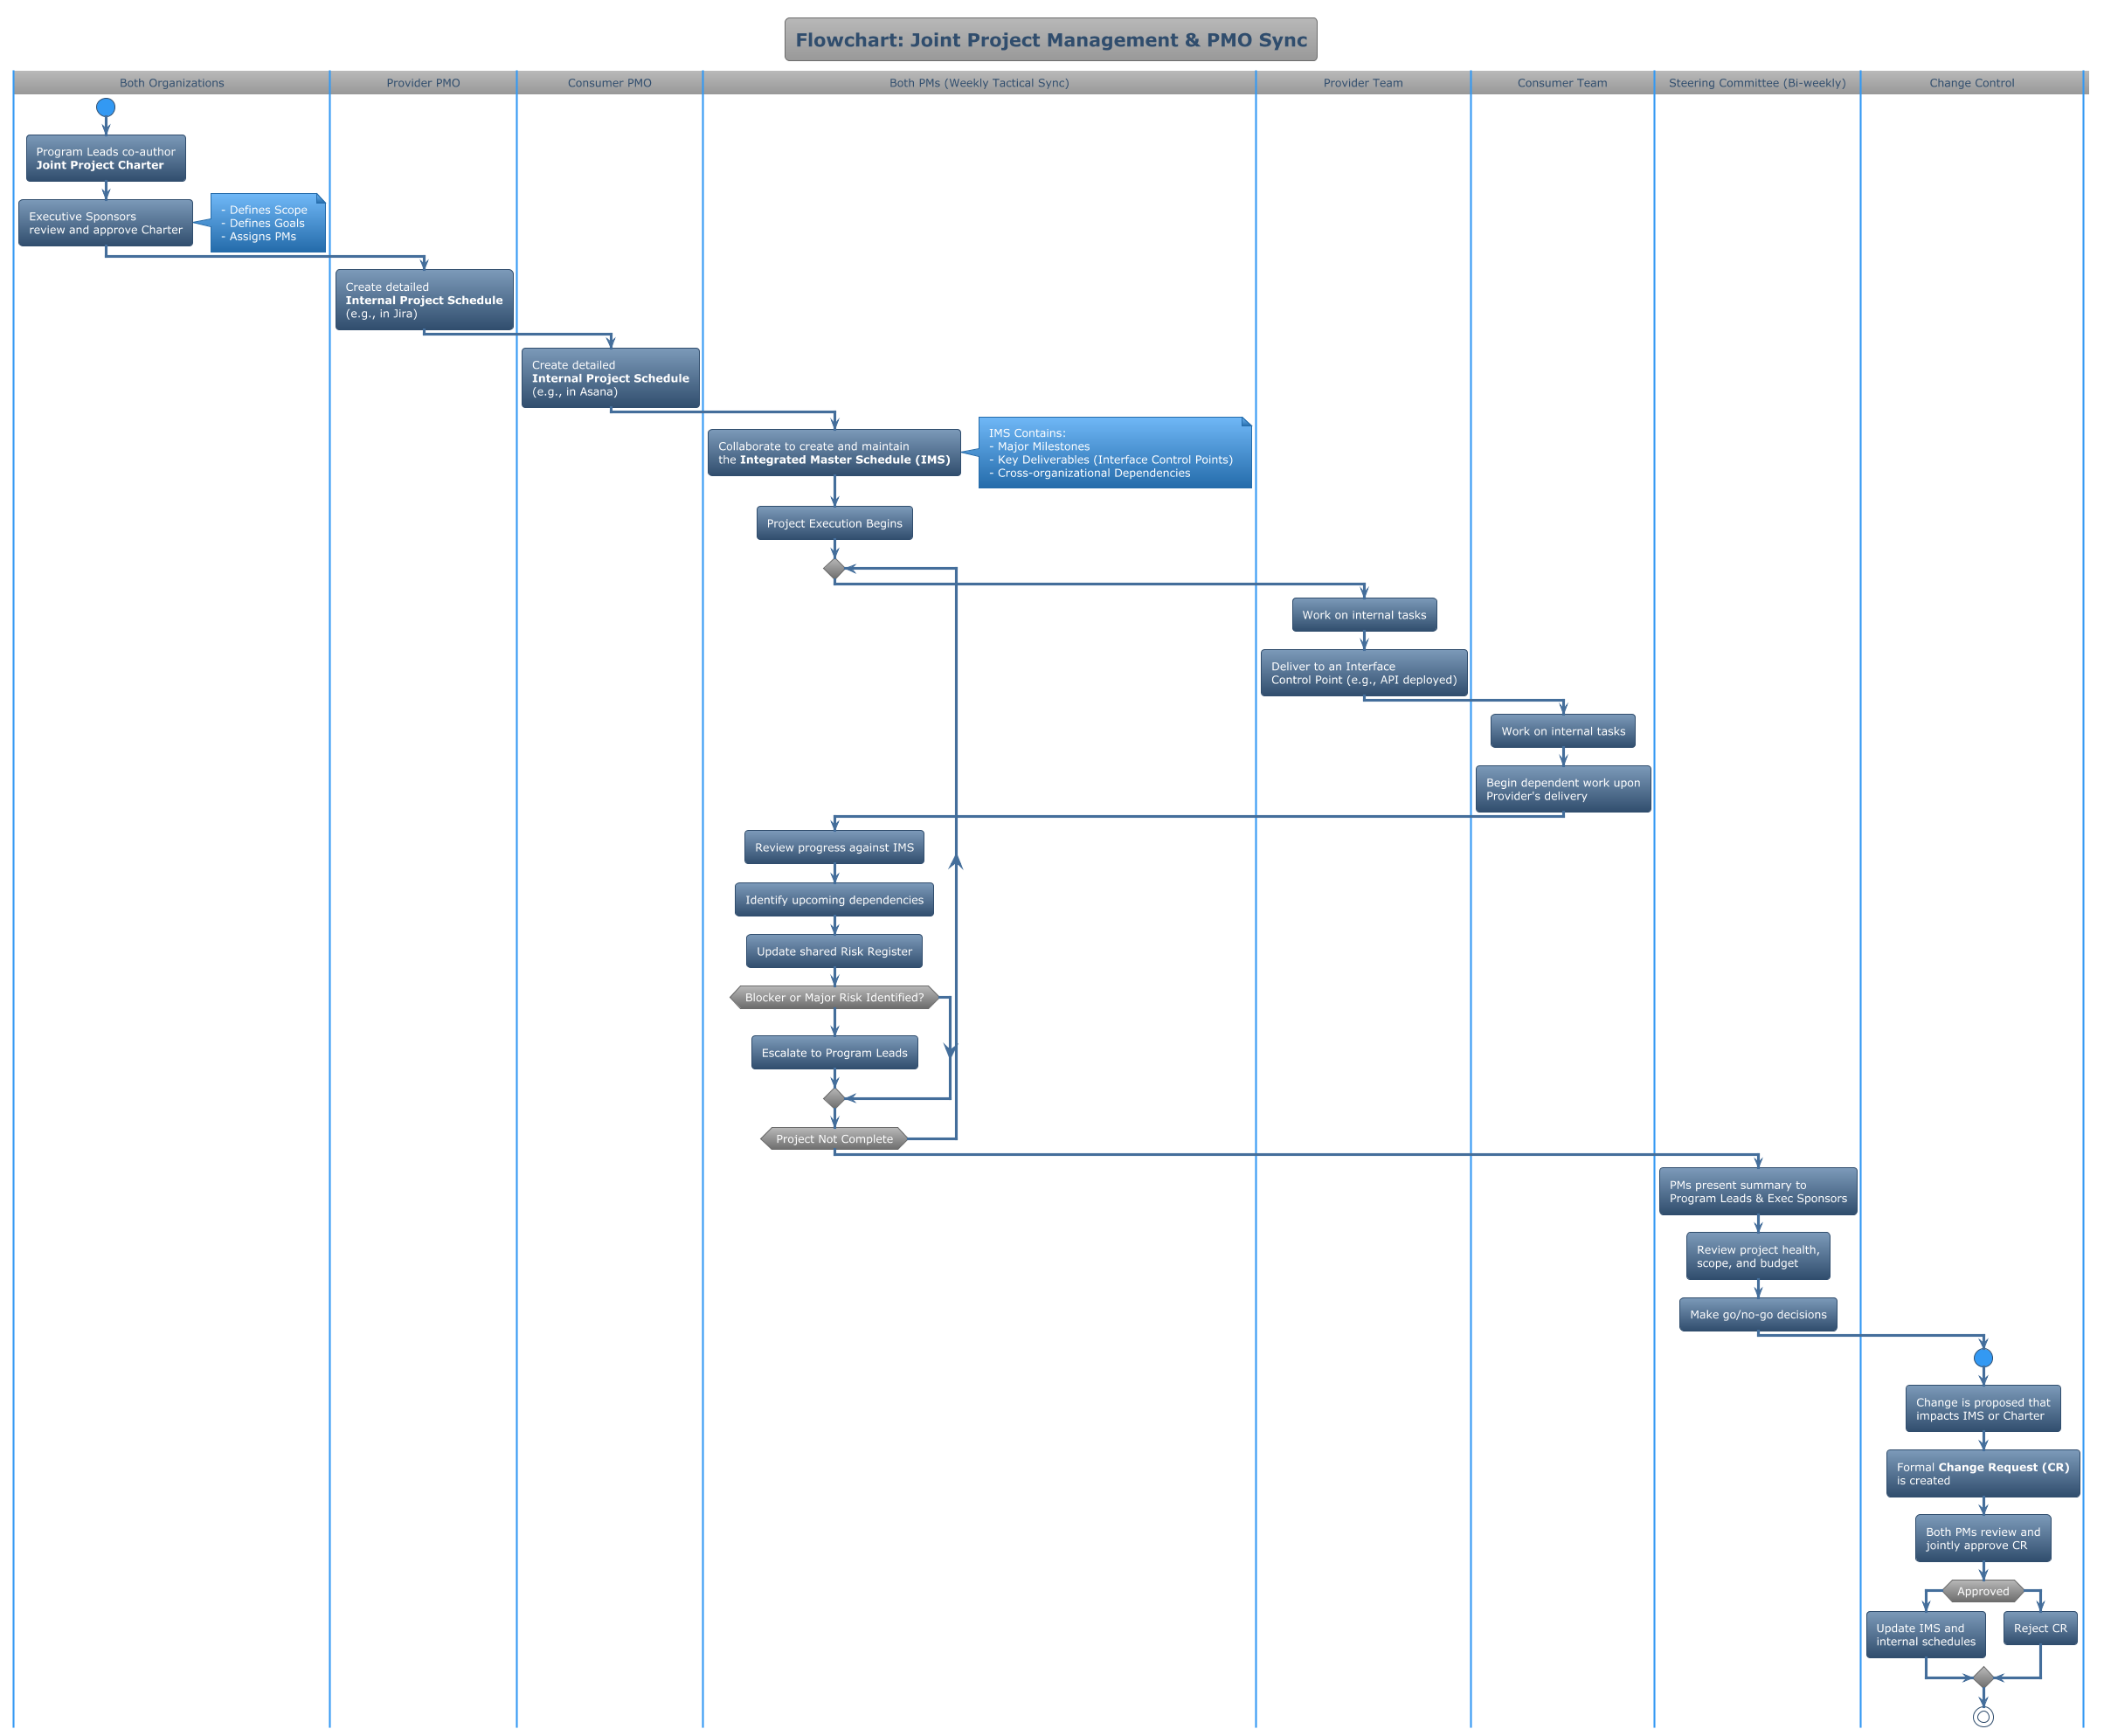 Flowchart: Joint Project Management & PMO Sync
Both Organizations
Provider PMO
Consumer PMO
Both PMs (Weekly Tactical Sync)
Provider Team
Consumer Team
Steering Committee (Bi-weekly)
Change Control
Program Leads co-author
Joint Project Charter
Executive Sponsors
review and approve Charter
- Defines Scope
- Defines Goals
- Assigns PMs
Create detailed
Internal Project Schedule
(e.g., in Jira)
Create detailed
Internal Project Schedule
(e.g., in Asana)
Collaborate to create and maintain
the Integrated Master Schedule (IMS)
IMS Contains:
- Major Milestones
- Key Deliverables (Interface Control Points)
- Cross-organizational Dependencies
Project Execution Begins
Work on internal tasks
Deliver to an Interface
Control Point (e.g., API deployed)
Work on internal tasks
Begin dependent work upon
Provider's delivery
Review progress against IMS
Identify upcoming dependencies
Update shared Risk Register
Blocker or Major Risk Identified?
Escalate to Program Leads
Project Not Complete
PMs present summary to
Program Leads & Exec Sponsors
Review project health,
scope, and budget
Make go/no-go decisions
Change is proposed that
impacts IMS or Charter
Formal Change Request (CR)
is created
Both PMs review and
jointly approve CR
Approved
Update IMS and
internal schedules
Reject CR